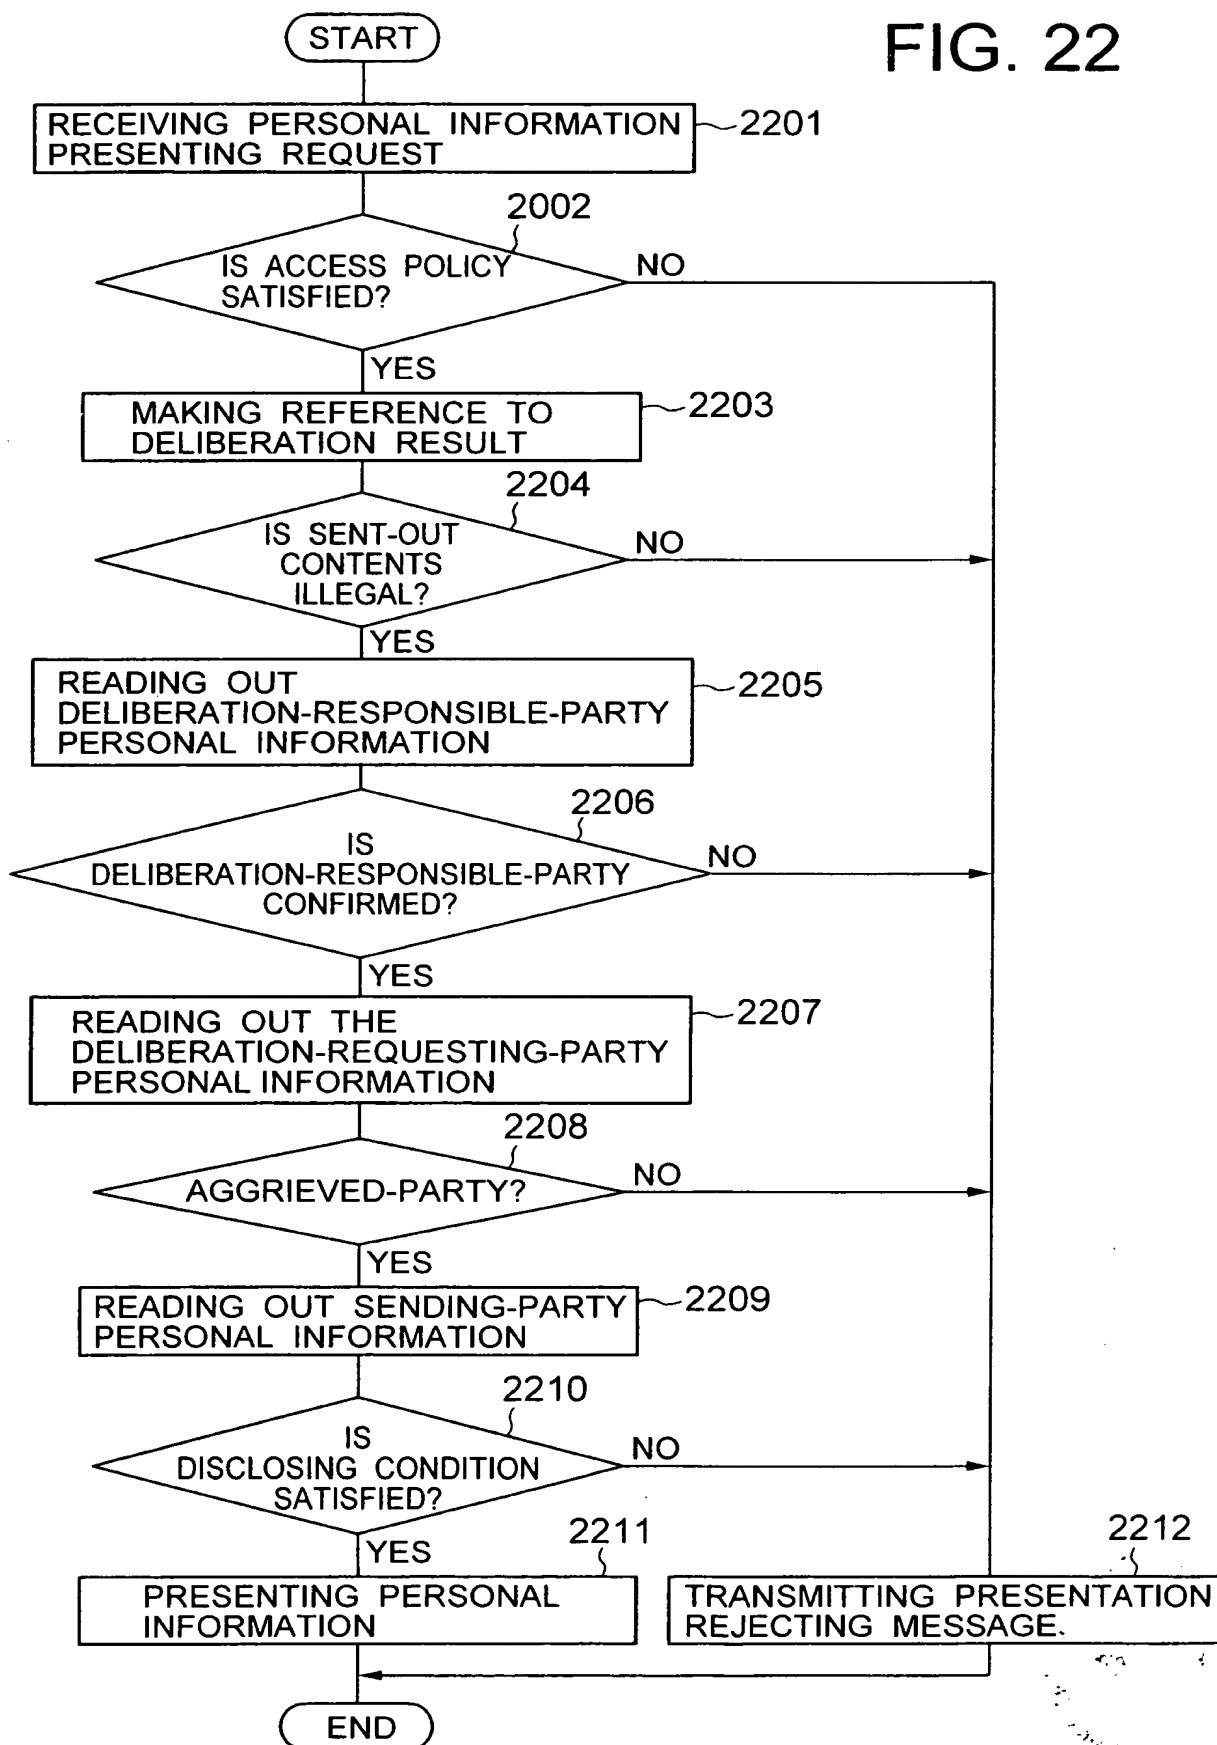 START
FIG. 22
RECEIVING PERSONAL INFORMATION
PRESENTING REQUEST
2201
2002
IS ACCESS POLICY
SATISFIED?
NO
YES
MAKING REFERENCE TO
DELIBERATION RESULT
2203
2204
IS SENT-OUT
CONTENTS
ILLEGAL?
NO
YES
READING OUT
DELIBERATION-RESPONSIBLE-PARTY
PERSONAL INFORMATION
2205
2206
IS
DELIBERATION-RESPONSIBLE-PARTY
CONFIRMED?
NO
YES
READING OUT THE
DELIBERATION-REQUESTING-PARTY
PERSONAL INFORMATION
2207
2208
AGGRIEVED-PARTY?
NO
YES
READING OUT SENDING-PARTY
PERSONAL INFORMATION
2209
2210
IS
DISCLOSING CONDITION
SATISFIED?
NO
YES
2211
PRESENTING PERSONAL
INFORMATION
2212
TRANSMITTING PRESENTATION
REJECTING MESSAGE.
END